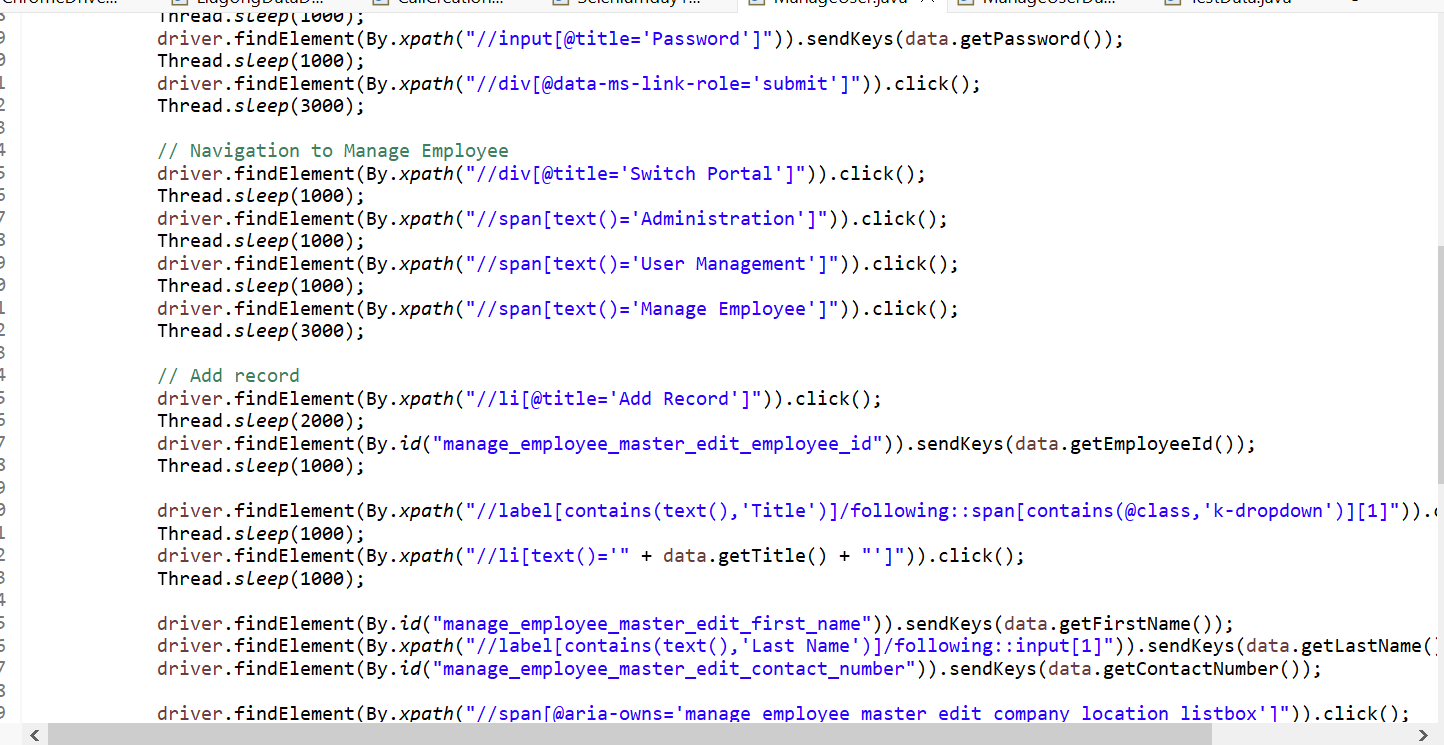 ManageUser.java
TestData.java
Thread.sleep(1000);
driver.findElement(By.xpath("//input[@title='Password']")).sendKeys(data.getPassword());
Thread.sleep(1000);
driver.findElement(By.xpath("//div[@data-ms-link-role='submit']")).click();
Thread.sleep(3000);
// Navigation to Manage Employee
driver.findElement(By.xpath("//div[@title='Switch Portal']")).click();
Thread.sleep(1000);
driver.findElement(By.xpath("//span[text()='Administration']")).click();
Thread.sleep(1000);
driver.findElement(By.xpath("//span[text()='User Management']")).click();
Thread.sleep(1000);
driver.findElement(By.xpath("//span[text()='Manage Employee']")).click();
Thread.sleep(3000);
// Add record
driver.findElement(By.xpath("//li[@title='Add Record']")).click();
Thread.sleep(2000);
driver.findElement(By.id("manage_employee_master_edit_employee_id")).sendKeys(data.getEmployeeId());
Thread.sleep(1000);
driver.findElement(By.xpath("//label[contains(text(),'Title')]/following::span[contains(@class,'k-dropdown')][1]")).
Thread.sleep(1000);
driver.findElement(By.xpath("//li[text()='" + data.getTitle() + "']")).click();
Thread.sleep(1000);
driver.findElement(By.id("manage_employee_master_edit_first_name")).sendKeys(data.getFirstName());
driver.findElement(By.xpath("//label[contains(text(),'Last Name')]/following::input[1]")).sendKeys(data.getLastName(
driver.findElement(By.id("manage_employee_master_edit_contact_number")).sendKeys(data.getContactNumber());
driver.findElement(By.xpath("//span[@aria-owns='manage_employee_master_edit_company_location_listbox']")).click();